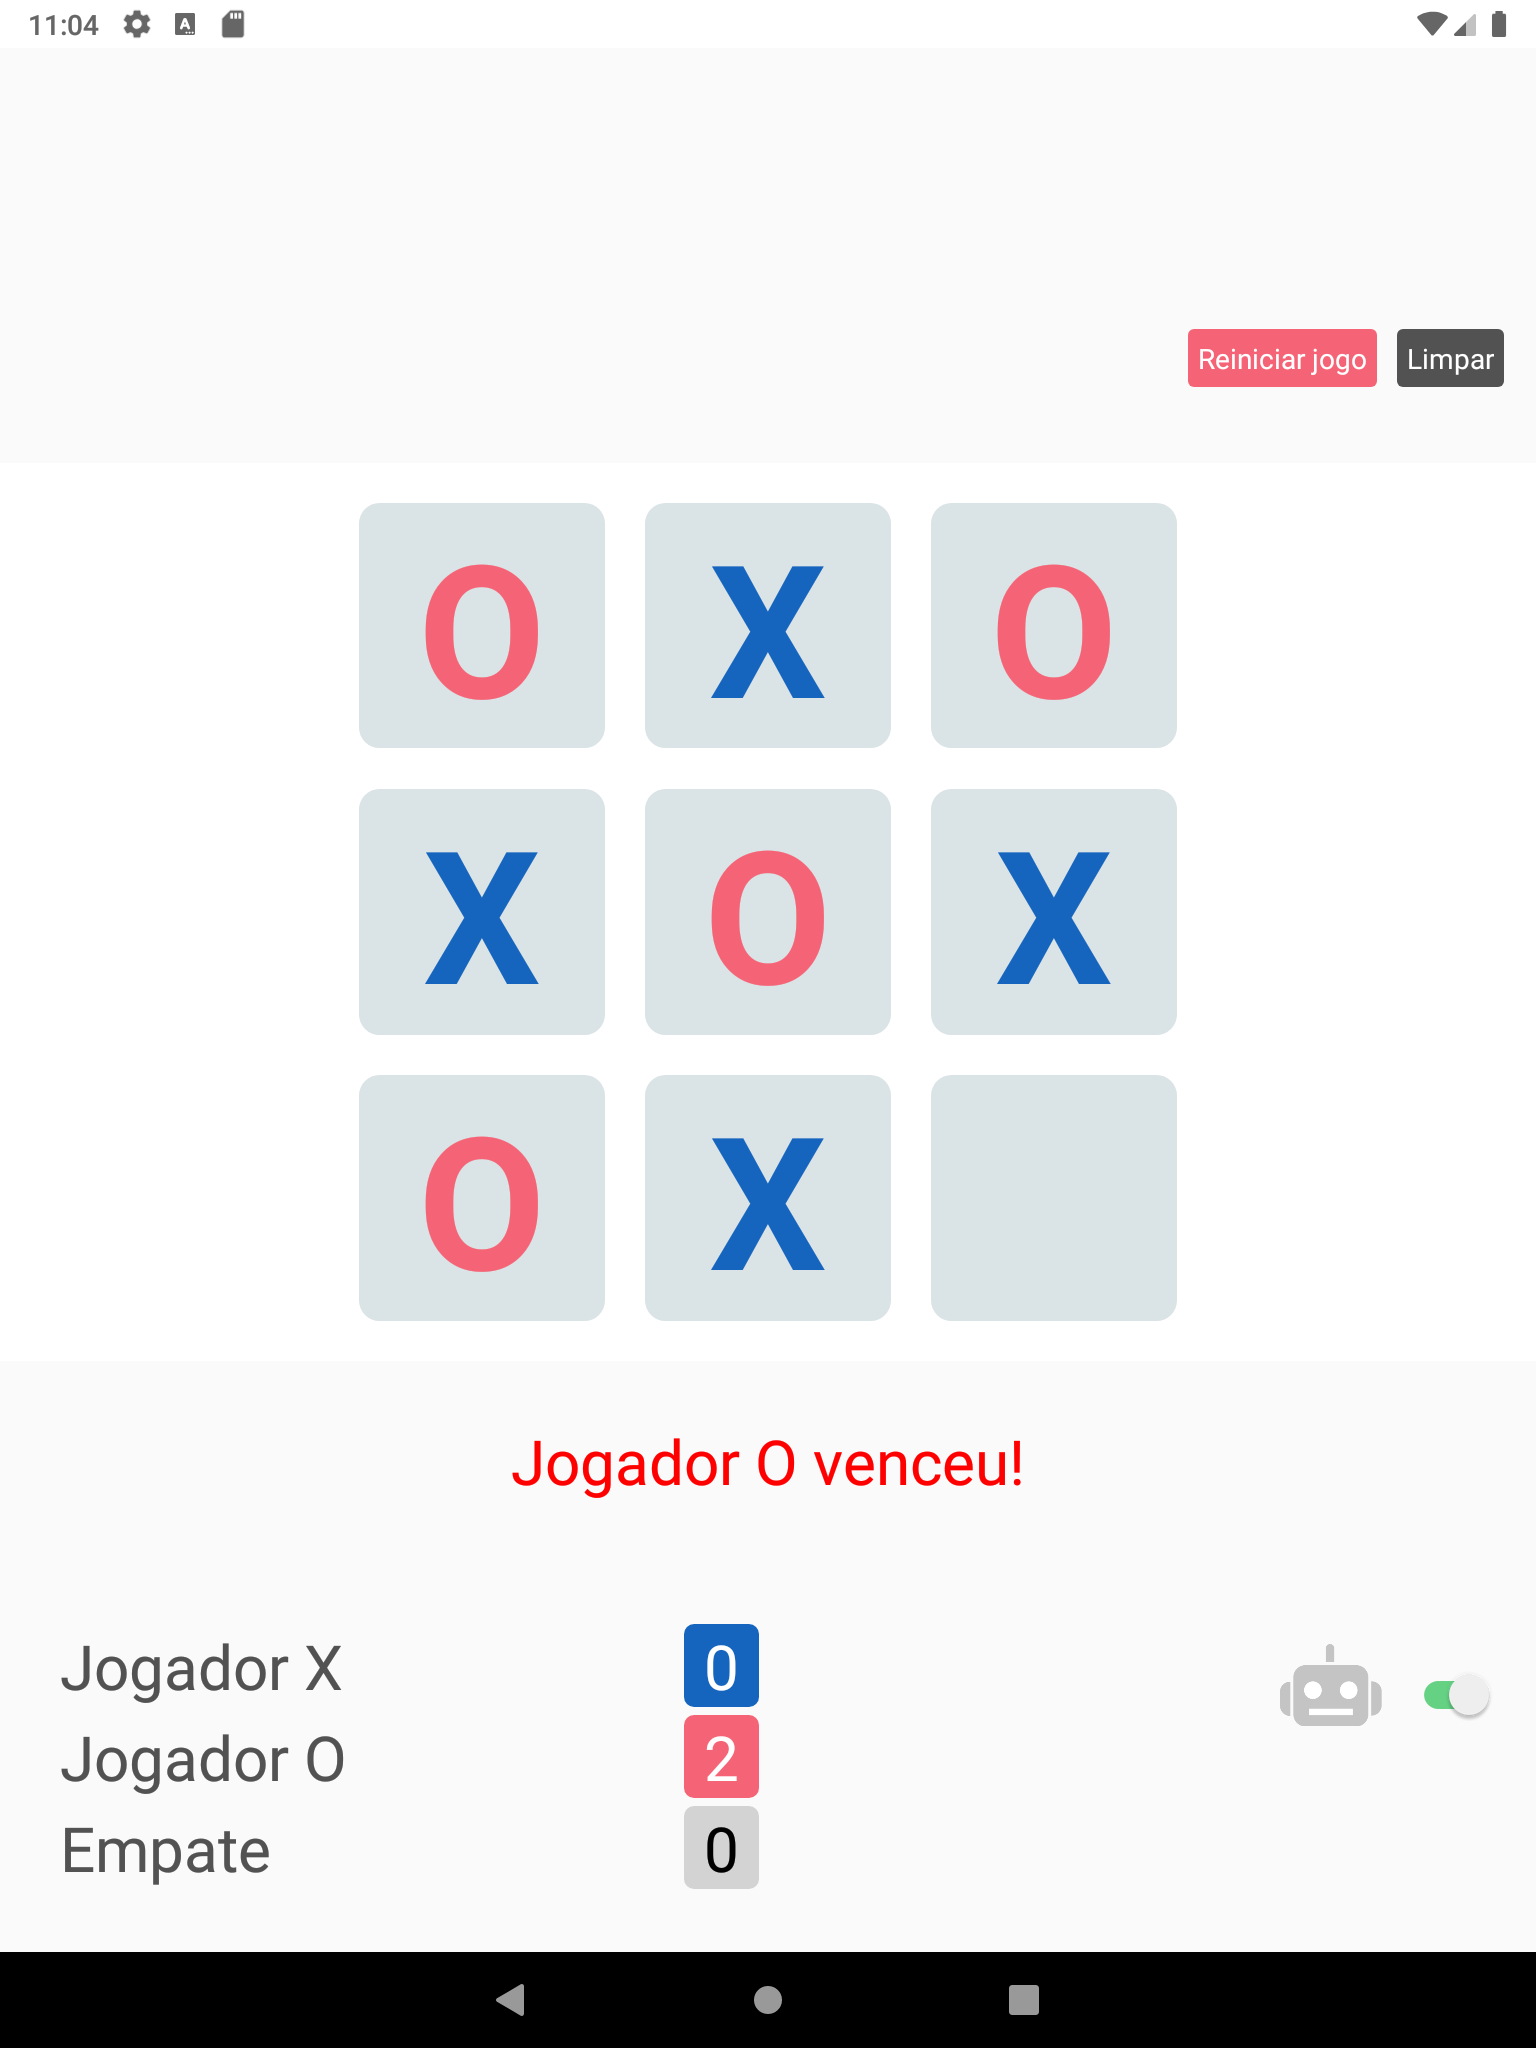 11:04
Reiniciar jogo Limpar
O X O
X O X
O X
Jogador O venceu!
Jogador X 0
Jogador O 2
Empate 0